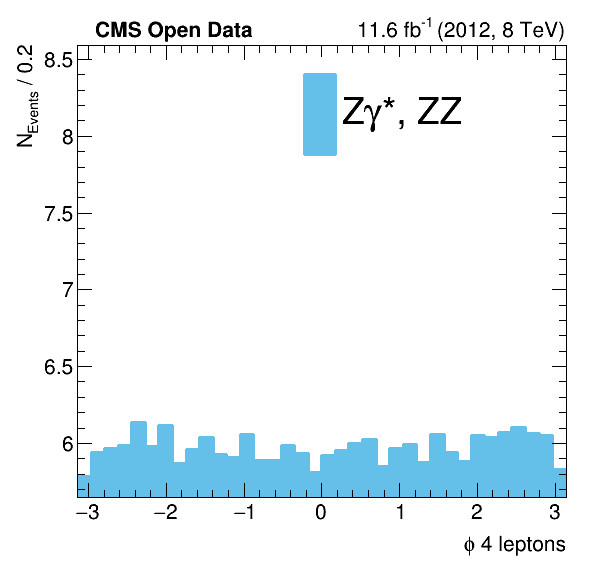 CMS Open Data 11.6 fb⁻¹ (2012, 8 TeV)
N_Events / 0.2
8.5
8
7.5
7
6.5
6
Zγ*, ZZ
−3 −2 −1 0 1 2 3
ϕ 4 leptons